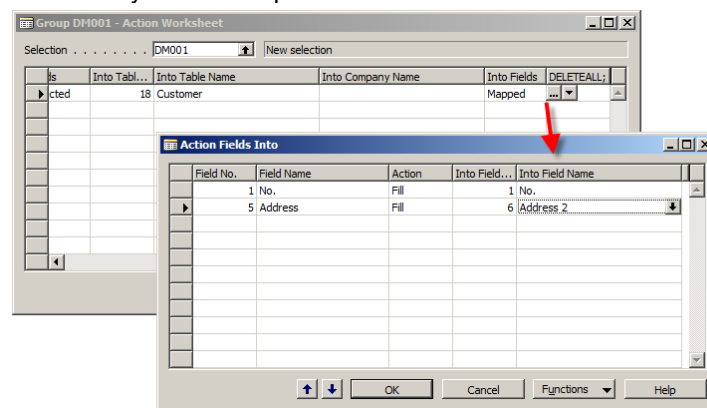 Group DM001 - Action Worksheet
Selection . . . . . . . . DM001 New selection
ds Into Tabl... Into Table Name Into Company Name Into Fields DELETEALL;
cted 18 Customer Mapped ...
Action Fields Into
Field No. Field Name Action Into Field... Into Field Name
1 No. Fill 1 No.
5 Address Fill 6 Address 2
OK Cancel Functions Help